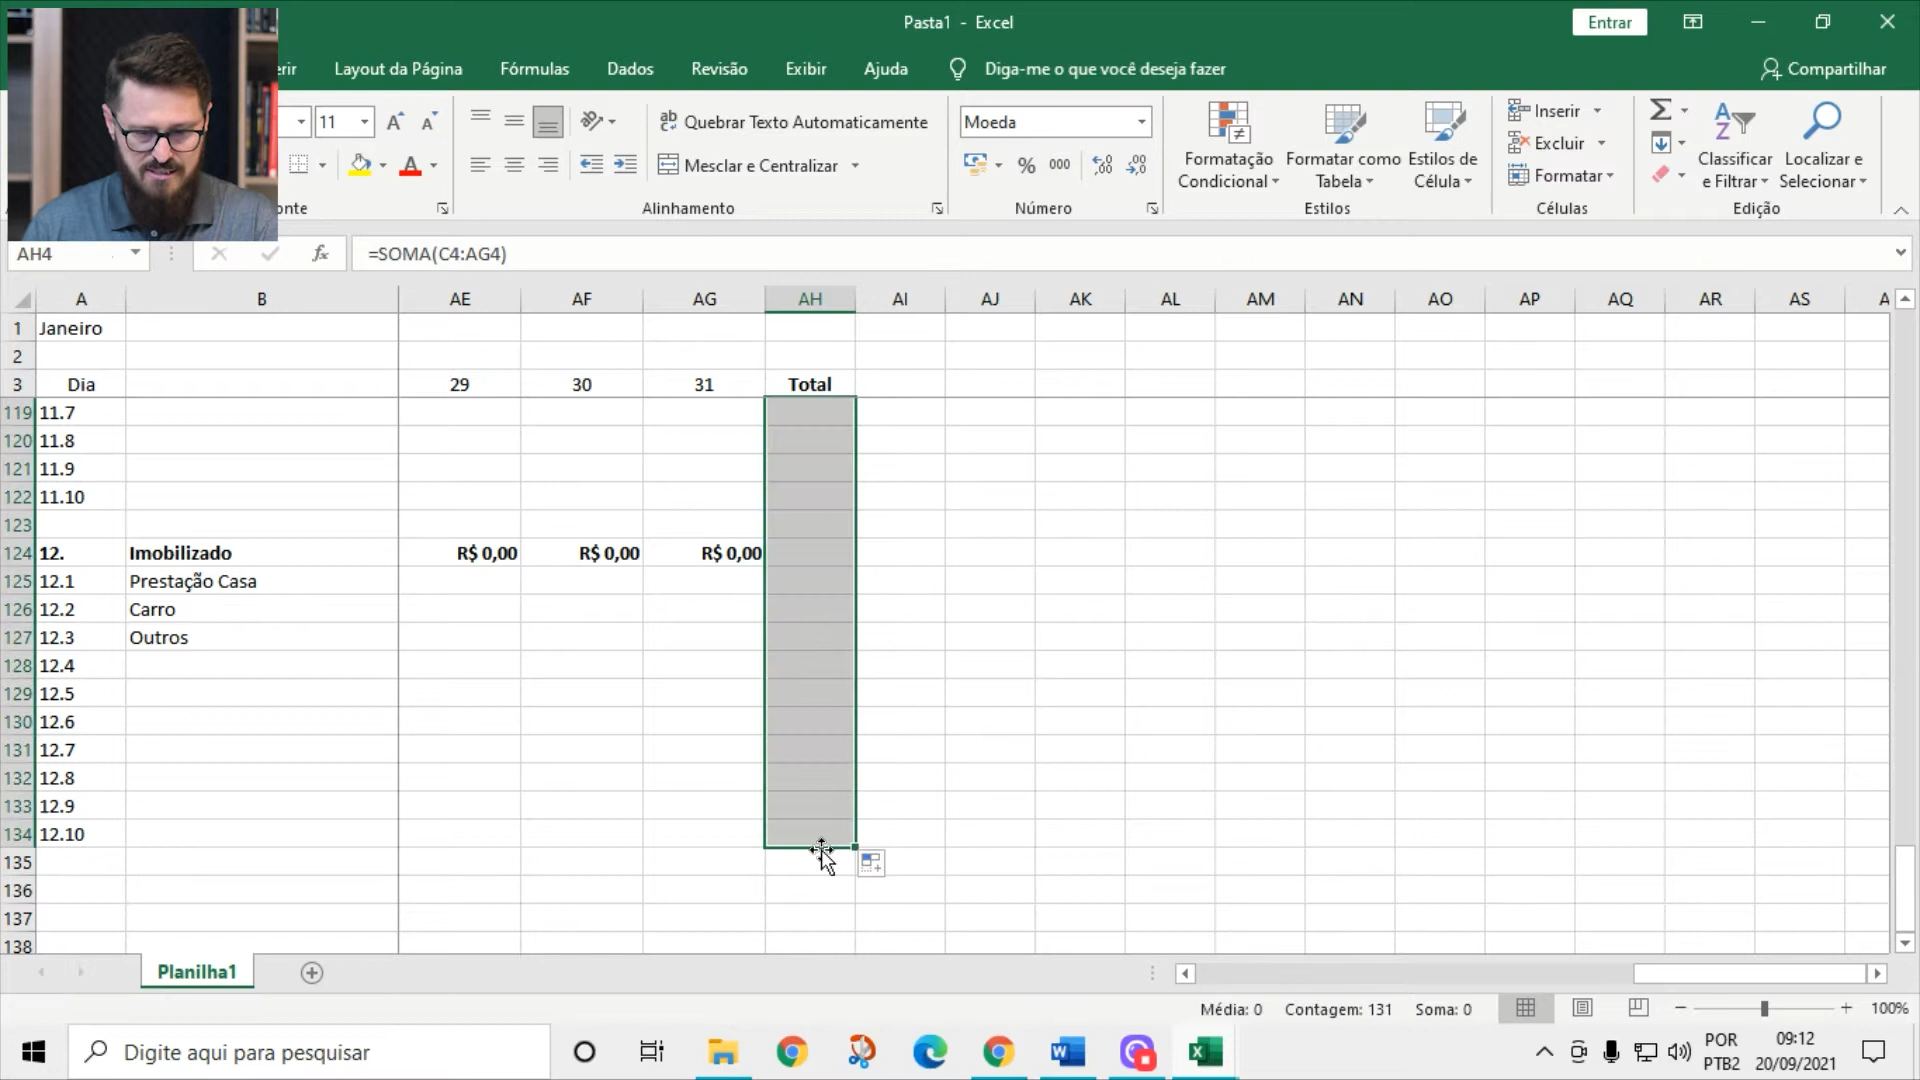 Pasta1 - Excel
Entrar
erir
Layout da Página
Fórmulas
Dados
Revisão
Exibir
Ajuda
Diga-me o que você deseja fazer
Compartilhar
11
Quebrar Texto Automaticamente
Mesclar e Centralizar
Moeda
% 000
Formatação Condicional
Formatar como Tabela
Estilos de Célula
Inserir
Excluir
Formatar
Classificar e Filtrar
Localizar e Selecionar
onte
Alinhamento
Número
Estilos
Células
Edição
AH4
fx
=SOMA(C4:AG4)
A B AE AF AG AH AI AJ AK AL AM AN AO AP AQ AR AS A
1 Janeiro
2
3 Dia 29 30 31 Total
119 11.7
120 11.8
121 11.9
122 11.10
123
124 12. Imobilizado R$ 0,00 R$ 0,00 R$ 0,00
125 12.1 Prestação Casa
126 12.2 Carro
127 12.3 Outros
128 12.4
129 12.5
130 12.6
131 12.7
132 12.8
133 12.9
134 12.10
135
136
137
138
Planilha1
Média: 0 Contagem: 131 Soma: 0
100%
Digite aqui para pesquisar
POR
PTB2
09:12
20/09/2021